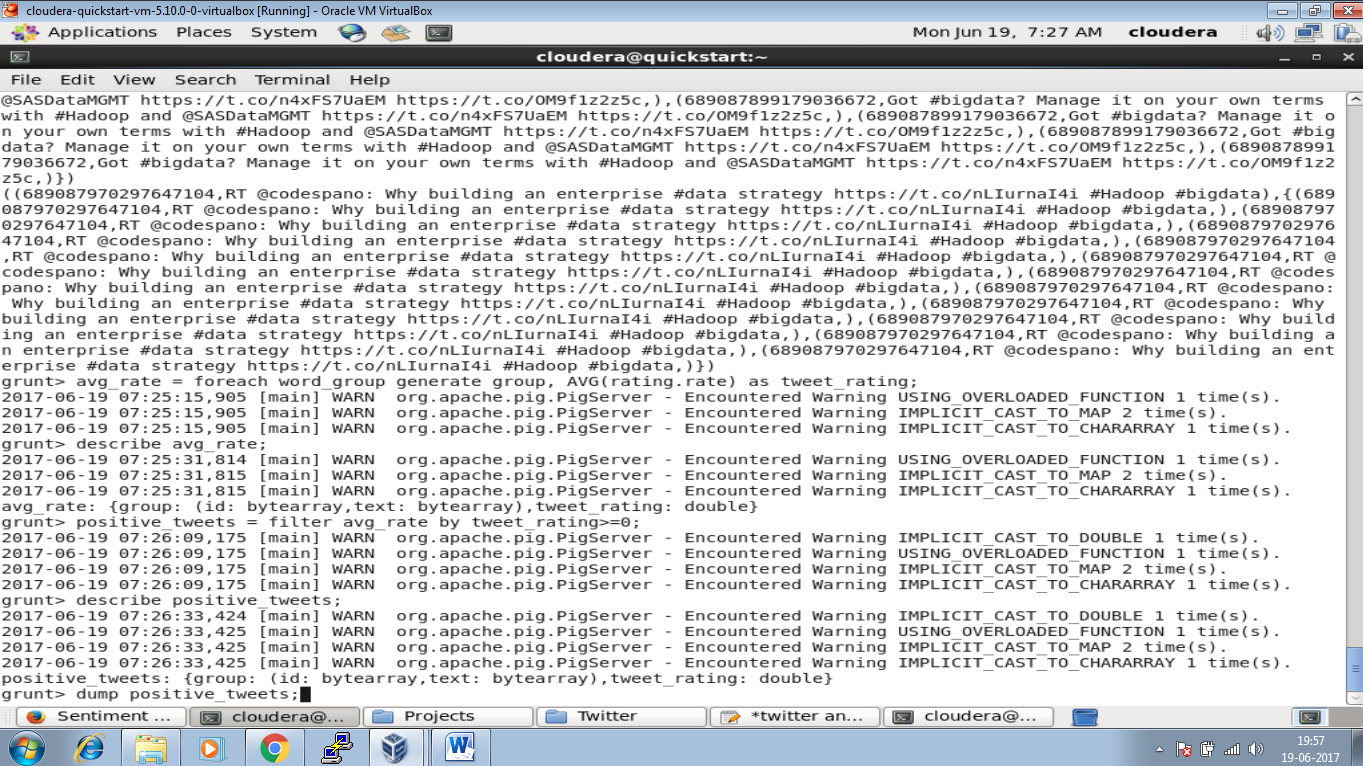 cloudera-quickstart-vm-5.10.0-0-virtualbox [Running] - Oracle VM VirtualBox
Applications Places System Mon Jun 19, 7:27 AM cloudera
cloudera@quickstart:~
File Edit View Search Terminal Help
@SASDataMGMT https://t.co/n4xFS7UaEM https://t.co/OM9f1z2z5c,),(689087899179036672,Got #bigdata? Manage it on your own terms
with #Hadoop and @SASDataMGMT https://t.co/n4xFS7UaEM https://t.co/OM9f1z2z5c,),(689087899179036672,Got #bigdata? Manage it o
n your own terms with #Hadoop and @SASDataMGMT https://t.co/n4xFS7UaEM https://t.co/OM9f1z2z5c,),(689087899179036672,Got #big
data? Manage it on your own terms with #Hadoop and @SASDataMGMT https://t.co/n4xFS7UaEM https://t.co/OM9f1z2z5c,),(6890878991
79036672,Got #bigdata? Manage it on your own terms with #Hadoop and @SASDataMGMT https://t.co/n4xFS7UaEM https://t.co/OM9f1z2
z5c,)})
((689087970297647104,RT @codespano: Why building an enterprise #data strategy https://t.co/nLIurnaI4i #Hadoop #bigdata),{(689
087970297647104,RT @codespano: Why building an enterprise #data strategy https://t.co/nLIurnaI4i #Hadoop #bigdata,),(68908797
0297647104,RT @codespano: Why building an enterprise #data strategy https://t.co/nLIurnaI4i #Hadoop #bigdata,),(6890879702976
47104,RT @codespano: Why building an enterprise #data strategy https://t.co/nLIurnaI4i #Hadoop #bigdata,),(689087970297647104
,RT @codespano: Why building an enterprise #data strategy https://t.co/nLIurnaI4i #Hadoop #bigdata,),(689087970297647104,RT @
codespano: Why building an enterprise #data strategy https://t.co/nLIurnaI4i #Hadoop #bigdata,),(689087970297647104,RT @codes
pano: Why building an enterprise #data strategy https://t.co/nLIurnaI4i #Hadoop #bigdata,),(689087970297647104,RT @codespano:
Why building an enterprise #data strategy https://t.co/nLIurnaI4i #Hadoop #bigdata,),(689087970297647104,RT @codespano: Why
building an enterprise #data strategy https://t.co/nLIurnaI4i #Hadoop #bigdata,),(689087970297647104,RT @codespano: Why build
ing an enterprise #data strategy https://t.co/nLIurnaI4i #Hadoop #bigdata,),(689087970297647104,RT @codespano: Why building a
n enterprise #data strategy https://t.co/nLIurnaI4i #Hadoop #bigdata,),(689087970297647104,RT @codespano: Why building an ent
erprise #data strategy https://t.co/nLIurnaI4i #Hadoop #bigdata,)})
grunt> avg_rate = foreach word_group generate group, AVG(rating.rate) as tweet_rating;
2017-06-19 07:25:15,905 [main] WARN  org.apache.pig.PigServer - Encountered Warning USING_OVERLOADED_FUNCTION 1 time(s).
2017-06-19 07:25:15,905 [main] WARN  org.apache.pig.PigServer - Encountered Warning IMPLICIT_CAST_TO_MAP 2 time(s).
2017-06-19 07:25:15,905 [main] WARN  org.apache.pig.PigServer - Encountered Warning IMPLICIT_CAST_TO_CHARARRAY 1 time(s).
grunt> describe avg_rate;
2017-06-19 07:25:31,814 [main] WARN  org.apache.pig.PigServer - Encountered Warning USING_OVERLOADED_FUNCTION 1 time(s).
2017-06-19 07:25:31,815 [main] WARN  org.apache.pig.PigServer - Encountered Warning IMPLICIT_CAST_TO_MAP 2 time(s).
2017-06-19 07:25:31,815 [main] WARN  org.apache.pig.PigServer - Encountered Warning IMPLICIT_CAST_TO_CHARARRAY 1 time(s).
avg_rate: {group: (id: bytearray,text: bytearray),tweet_rating: double}
grunt> positive_tweets = filter avg_rate by tweet_rating>=0;
2017-06-19 07:26:09,175 [main] WARN  org.apache.pig.PigServer - Encountered Warning IMPLICIT_CAST_TO_DOUBLE 1 time(s).
2017-06-19 07:26:09,175 [main] WARN  org.apache.pig.PigServer - Encountered Warning USING_OVERLOADED_FUNCTION 1 time(s).
2017-06-19 07:26:09,175 [main] WARN  org.apache.pig.PigServer - Encountered Warning IMPLICIT_CAST_TO_MAP 2 time(s).
2017-06-19 07:26:09,175 [main] WARN  org.apache.pig.PigServer - Encountered Warning IMPLICIT_CAST_TO_CHARARRAY 1 time(s).
grunt> describe positive_tweets;
2017-06-19 07:26:33,424 [main] WARN  org.apache.pig.PigServer - Encountered Warning IMPLICIT_CAST_TO_DOUBLE 1 time(s).
2017-06-19 07:26:33,425 [main] WARN  org.apache.pig.PigServer - Encountered Warning USING_OVERLOADED_FUNCTION 1 time(s).
2017-06-19 07:26:33,425 [main] WARN  org.apache.pig.PigServer - Encountered Warning IMPLICIT_CAST_TO_MAP 2 time(s).
2017-06-19 07:26:33,425 [main] WARN  org.apache.pig.PigServer - Encountered Warning IMPLICIT_CAST_TO_CHARARRAY 1 time(s).
positive_tweets: {group: (id: bytearray,text: bytearray),tweet_rating: double}
grunt> dump positive_tweets;
Sentiment ... cloudera@... Projects Twitter *twitter an... cloudera@...
19:57
19-06-2017